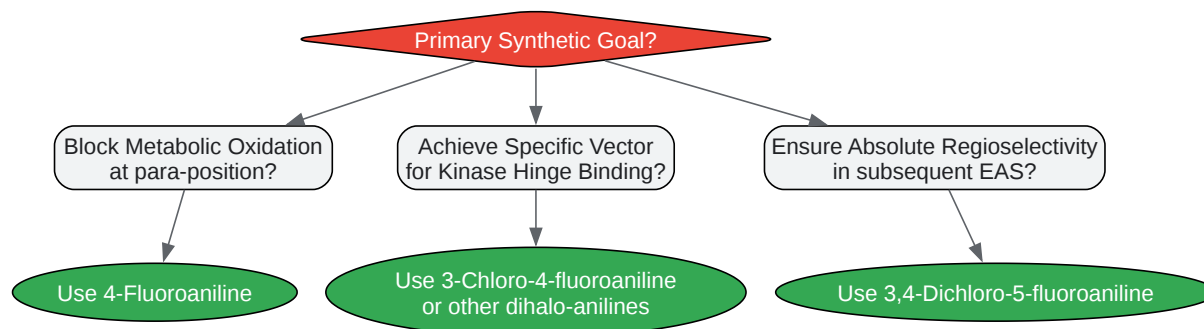 Primary Synthetic Goal?
Block Metabolic Oxidation
at para-position?
Achieve Specific Vector
for Kinase Hinge Binding?
Ensure Absolute Regioselectivity
in subsequent EAS?
Use 4-Fluoroaniline
Use 3-Chloro-4-fluoroaniline
or other dihalo-anilines
Use 3,4-Dichloro-5-fluoroaniline